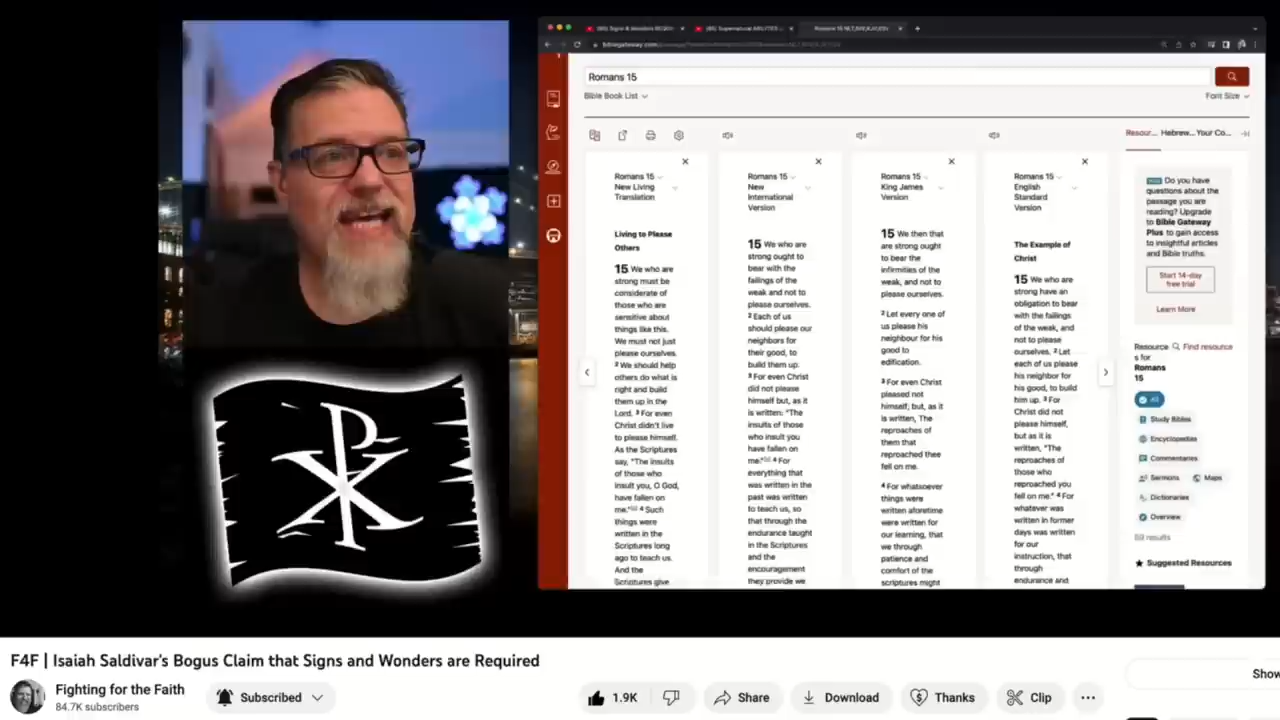 Romans 15
Bible Book List
Font Size
Resour... Hebrew... Your Co...
Romans 15
New Living
Translation
Living to Please
Others
15 We who are
strong must be
considerate of
those who are
sensitive about
things like this.
We must not just
please ourselves.
2 We should help
others do what is
right and build
them up in the
Lord. 3 For even
Christ didn't live
to please himself.
As the Scriptures
say, "The insults
of those who
insult you, O God,
have fallen on
me." 4 Such
things were
written in the
Scriptures long
ago to teach us.
And the
Scriptures give
Romans 15
New
International
Version
15 We who are
strong ought to
bear with the
failings of the
weak and not to
please ourselves.
2 Each of us
should please our
neighbors for
their good, to
build them up.
3 For even Christ
did not please
himself but, as it
is written: "The
insults of those
who insult you
have fallen on
me." 4 For
everything that
was written in the
past was written
to teach us, so
that through the
endurance taught
in the Scriptures
and the
encouragement
they provide we
Romans 15
King James
Version
15 We then that
are strong ought
to bear the
infirmities of the
weak, and not to
please ourselves.
2 Let every one of
us please his
neighbour for his
good to
edification.
3 For even Christ
pleased not
himself; but, as it
is written, The
reproaches of
them that
reproached thee
fell on me.
4 For whatsoever
things were
written aforetime
were written for
our learning, that
we through
patience and
comfort of the
scriptures might
Romans 15
English
Standard
Version
The Example of
Christ
15 We who are
strong have an
obligation to bear
with the failings
of the weak, and
not to please
ourselves. 2 Let
each of us please
his neighbor for
his good, to build
him up. 3 For
Christ did not
please himself,
but as it is
written, "The
reproaches of
those who
reproached you
fell on me." 4 For
whatever was
written in former
days was written
for our
instruction, that
through
endurance and
Do you have
questions about the
passage you are
reading? Upgrade
to Bible Gateway
Plus to gain access
to insightful articles
and Bible truths.
Start 14-day
free trial
Learn More
Resource
s for
Romans
15
Find resource
All
Study Bibles
Encyclopedias
Commentaries
Sermons Maps
Dictionaries
Overview
results
Suggested Resources
F4F | Isaiah Saldivar's Bogus Claim that Signs and Wonders are Required
Fighting for the Faith
84.7K subscribers
Subscribed
1.9K
Share
Download
Thanks
Clip
Show